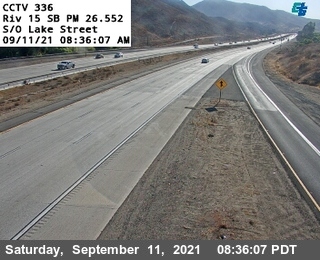 CCTV 336
Riv 15 SB PM 26.552
S/O Lake Street
09/11/21 08:36:07 AM
Saturday, September 11, 2021 08:36:07 PDT